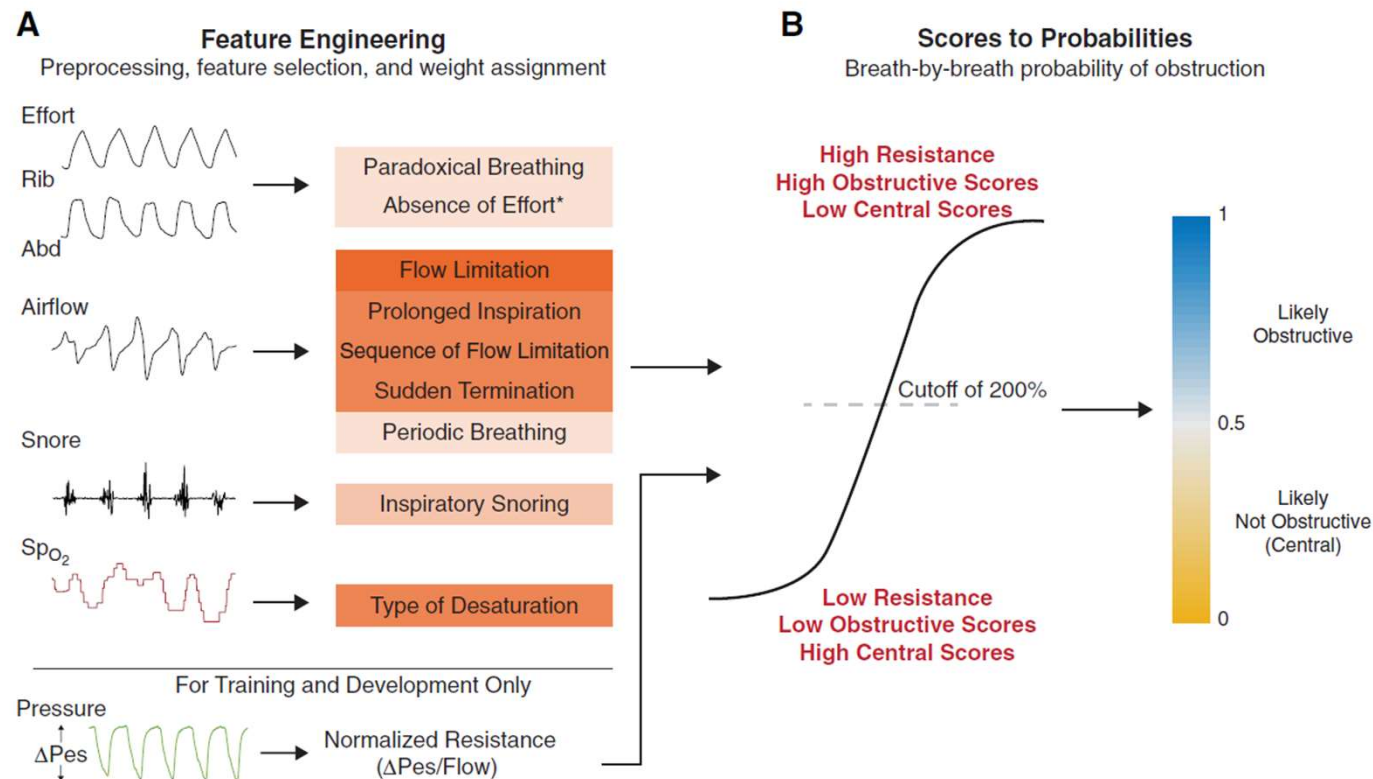 A
Feature Engineering
Preprocessing, feature selection, and weight assignment
Effort
Rib
Abd
Airflow
Snore
SpO2
Paradoxical Breathing
Absence of Effort*
Flow Limitation
Prolonged Inspiration
Sequence of Flow Limitation
Sudden Termination
Periodic Breathing
Inspiratory Snoring
Type of Desaturation
For Training and Development Only
Pressure
ΔPes
Normalized Resistance
(ΔPes/Flow)
B
Scores to Probabilities
Breath-by-breath probability of obstruction
High Resistance
High Obstructive Scores
Low Central Scores
Cutoff of 200%
Low Resistance
Low Obstructive Scores
High Central Scores
1
Likely
Obstructive
0.5
Likely
Not Obstructive
(Central)
0